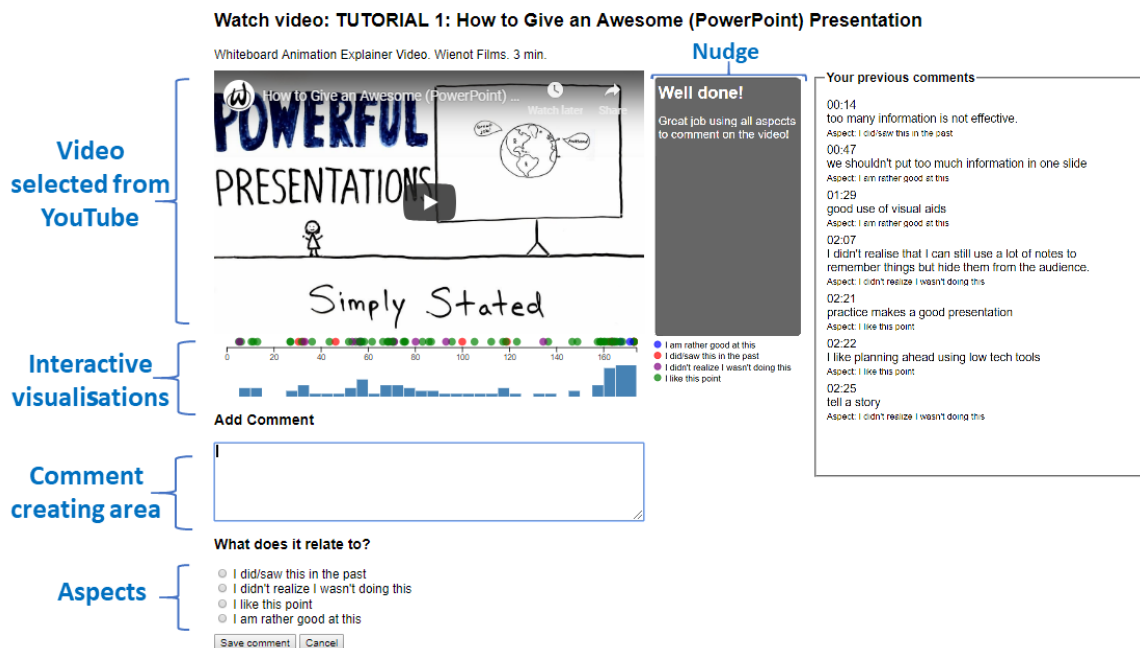 Watch video: TUTORIAL 1: How to Give an Awesome (PowerPoint) Presentation
Whiteboard Animation Explainer Video. Wienot Films. 3 min.
Nudge
Video
selected from
YouTube
How to Give an Awesome (PowerPoint) ...
Watch later
Share
POWERFUL
PRESENTATIONS
Great job!
Simply Stated
Well done!
Great job using all aspects
to comment on the video!
Your previous comments
00:14
too many information is not effective.
Aspect: I did/saw this in the past
00:47
we shouldn't put too much information in one slide
Aspect: I am rather good at this
01:29
good use of visual aids
Aspect: I am rather good at this
02:07
I didn't realise that I can still use a lot of notes to
remember things but hide them from the audience.
Aspect: I didn't realize I wasn't doing this
02:21
practice makes a good presentation
Aspect: I like this point
02:22
I like planning ahead using low tech tools
Aspect: I like this point
02:25
tell a story
Aspect: I didn't realize I wasn't doing this
Interactive
visualisations
0 20 40 60 80 100 120 140 160
I am rather good at this
I did/saw this in the past
I didn't realize I wasn't doing this
I like this point
Add Comment
Comment
creating area
What does it relate to?
Aspects
I did/saw this in the past
I didn't realize I wasn't doing this
I like this point
I am rather good at this
Save comment Cancel